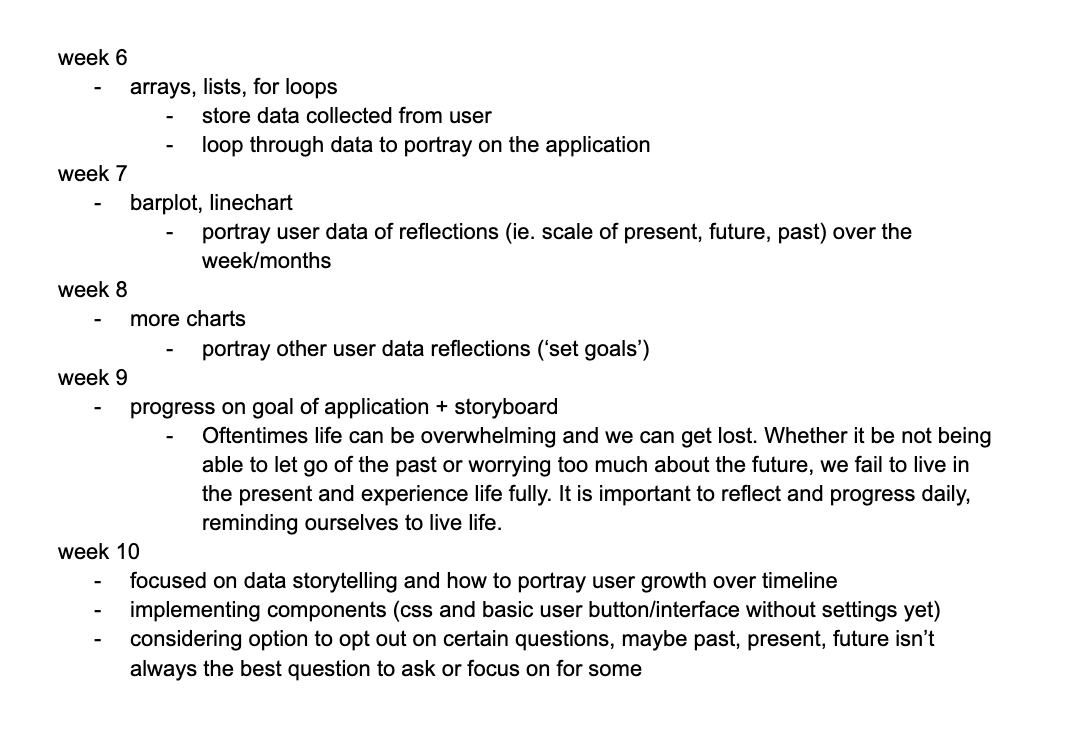 week 6
- arrays, lists, for loops
- store data collected from user
- loop through data to portray on the application
week 7
- barplot, linechart
- portray user data of reflections (ie. scale of present, future, past) over the
week/months
week 8
- more charts
- portray other user data reflections (‘set goals’)
week 9
- progress on goal of application + storyboard
- Oftentimes life can be overwhelming and we can get lost. Whether it be not being
able to let go of the past or worrying too much about the future, we fail to live in
the present and experience life fully. It is important to reflect and progress daily,
reminding ourselves to live life.
week 10
- focused on data storytelling and how to portray user growth over timeline
- implementing components (css and basic user button/interface without settings yet)
- considering option to opt out on certain questions, maybe past, present, future isn’t
always the best question to ask or focus on for some